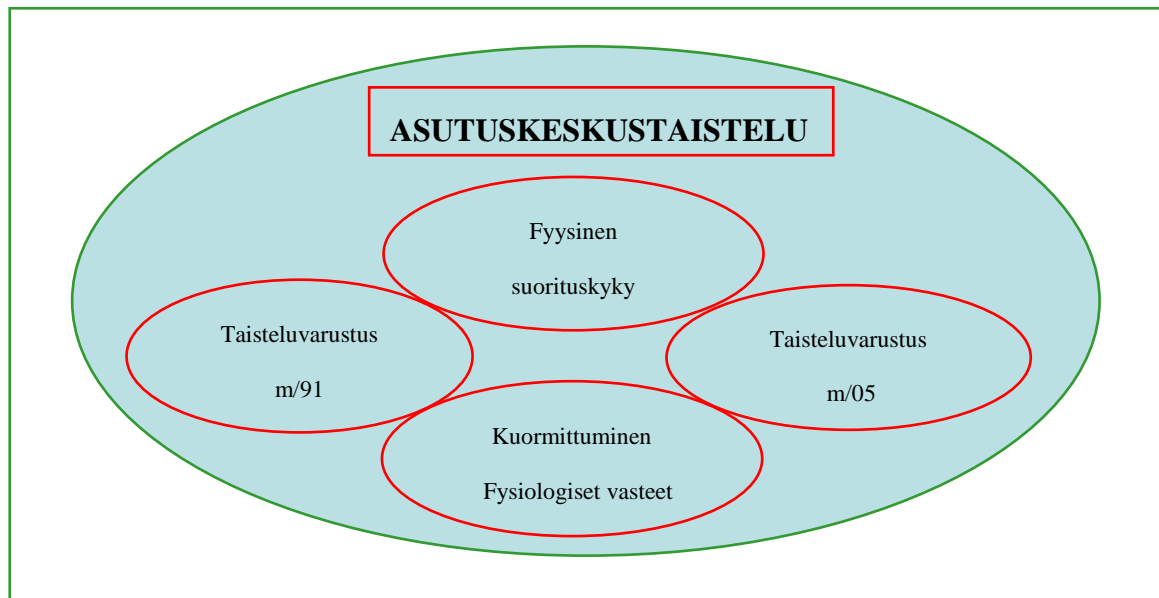 ASUTUSKESKUSTAISTELU
Fyysinen
suorituskyky
Taisteluvarustus
m/91
Taisteluvarustus
m/05
Kuormittuminen
Fysiologiset vasteet